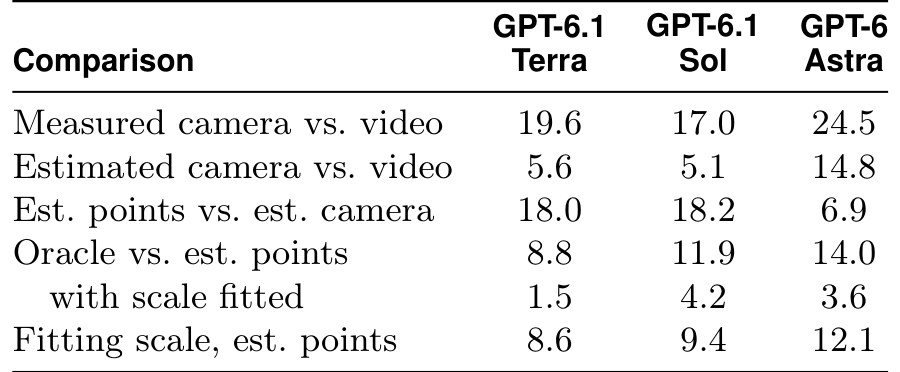 GPT-6.1 GPT-6.1 GPT-6
Comparison Terra Sol Astra
Measured camera vs. video 19.6 17.0 24.5
Estimated camera vs. video 5.6 5.1 14.8
Est. points vs. est. camera 18.0 18.2 6.9
Oracle vs. est. points 8.8 11.9 14.0
with scale fitted 1.5 4.2 3.6
Fitting scale, est. points 8.6 9.4 12.1